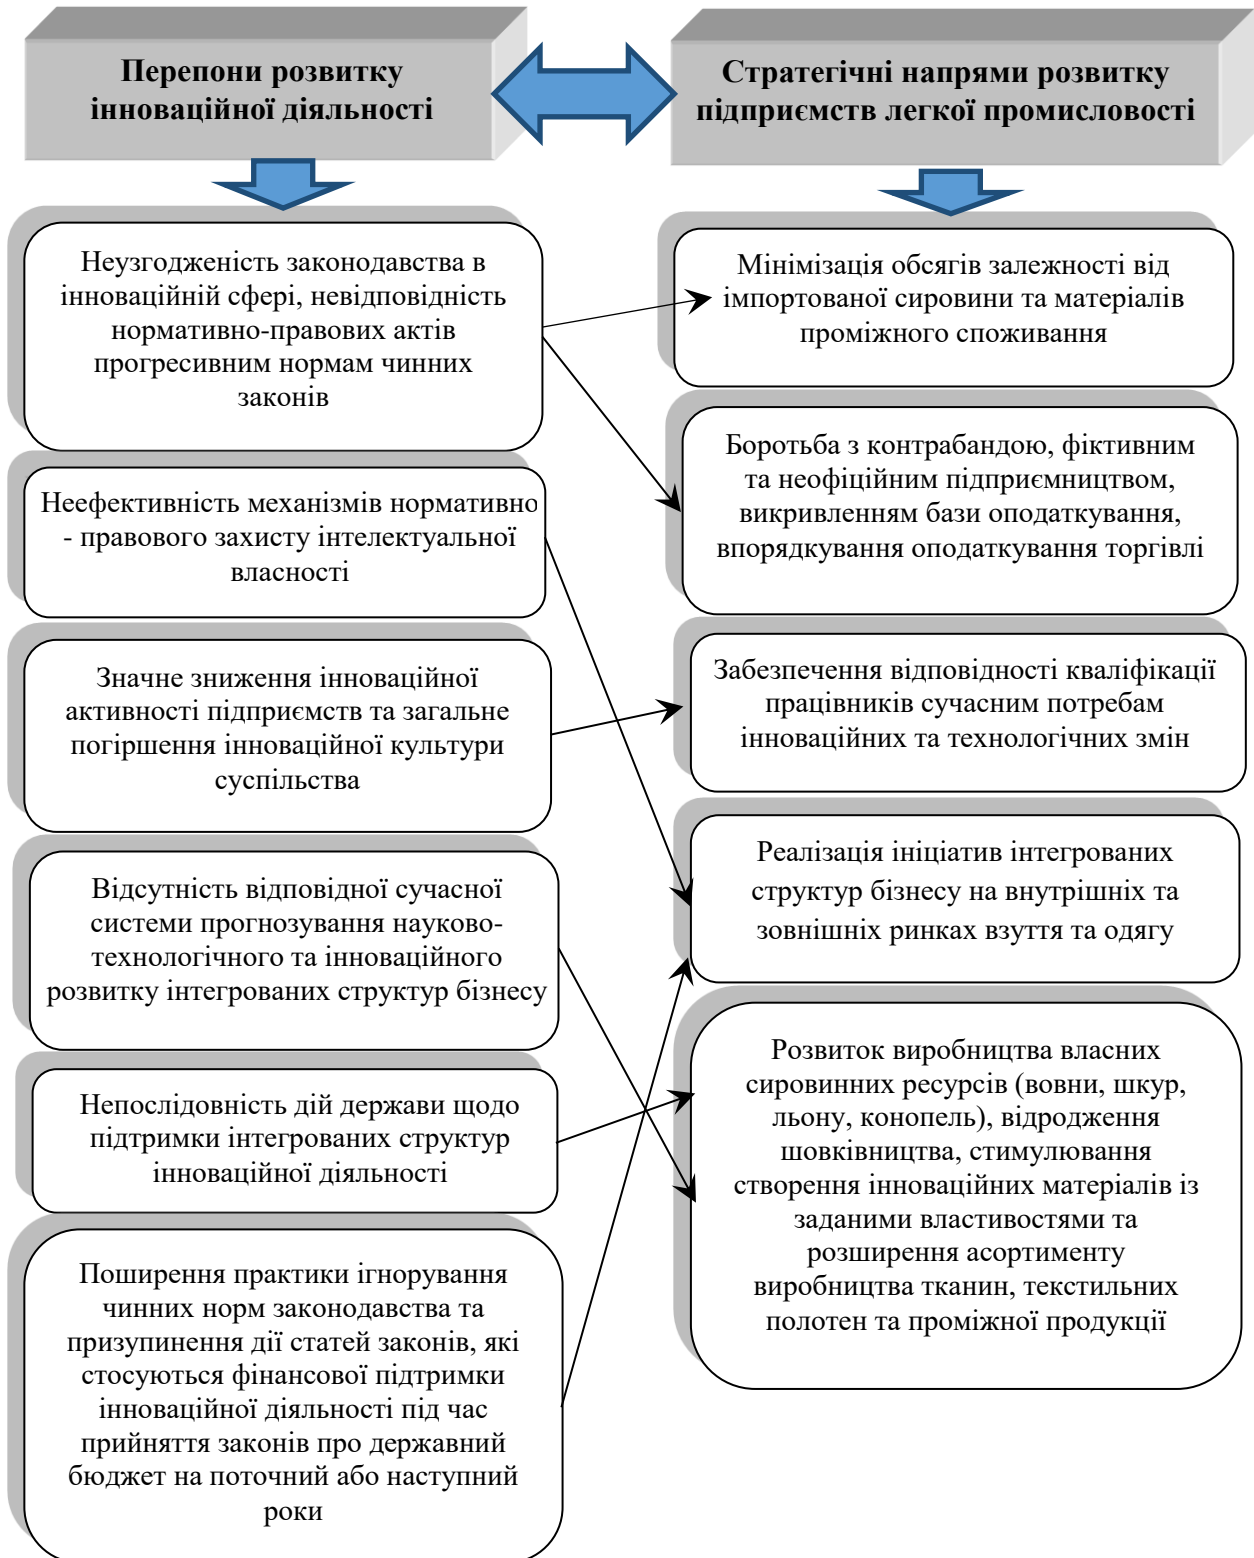 Перепони розвитку
інноваційної діяльності
Стратегічні напрями розвитку
підприємств легкої промисловості
Неузгодженість законодавства в
інноваційній сфері, невідповідність
нормативно-правових актів
прогресивним нормам чинних
законів
Неефективність механізмів нормативно
- правового захисту інтелектуальної
власності
Значне зниження інноваційної
активності підприємств та загальне
погіршення інноваційної культури
суспільства
Відсутність відповідної сучасної
системи прогнозування науково-
технологічного та інноваційного
розвитку інтегрованих структур бізнесу
Непослідовність дій держави щодо
підтримки інтегрованих структур
інноваційної діяльності
Поширення практики ігнорування
чинних норм законодавства та
призупинення дії статей законів, які
стосуються фінансової підтримки
інноваційної діяльності під час
прийняття законів про державний
бюджет на поточний або наступний
роки
Мінімізація обсягів залежності від
імпортованої сировини та матеріалів
проміжного споживання
Боротьба з контрабандою, фіктивним
та неофіційним підприємництвом,
викривленням бази оподаткування,
впорядкування оподаткування торгівлі
Забезпечення відповідності кваліфікації
працівників сучасним потребам
інноваційних та технологічних змін
Реалізація ініціатив інтегрованих
структур бізнесу на внутрішніх та
зовнішніх ринках взуття та одягу
Розвиток виробництва власних
сировинних ресурсів (вовни, шкур,
льону, конопель), відродження
шовківництва, стимулювання
створення інноваційних матеріалів із
заданими властивостями та
розширення асортименту
виробництва тканин, текстильних
полотен та проміжної продукції